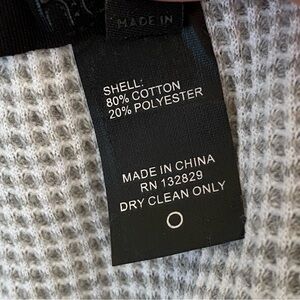 MADE IN
SHELL:
80% COTTON
20% POLYESTER
MADE IN CHINA
RN 132829
DRY CLEAN ONLY